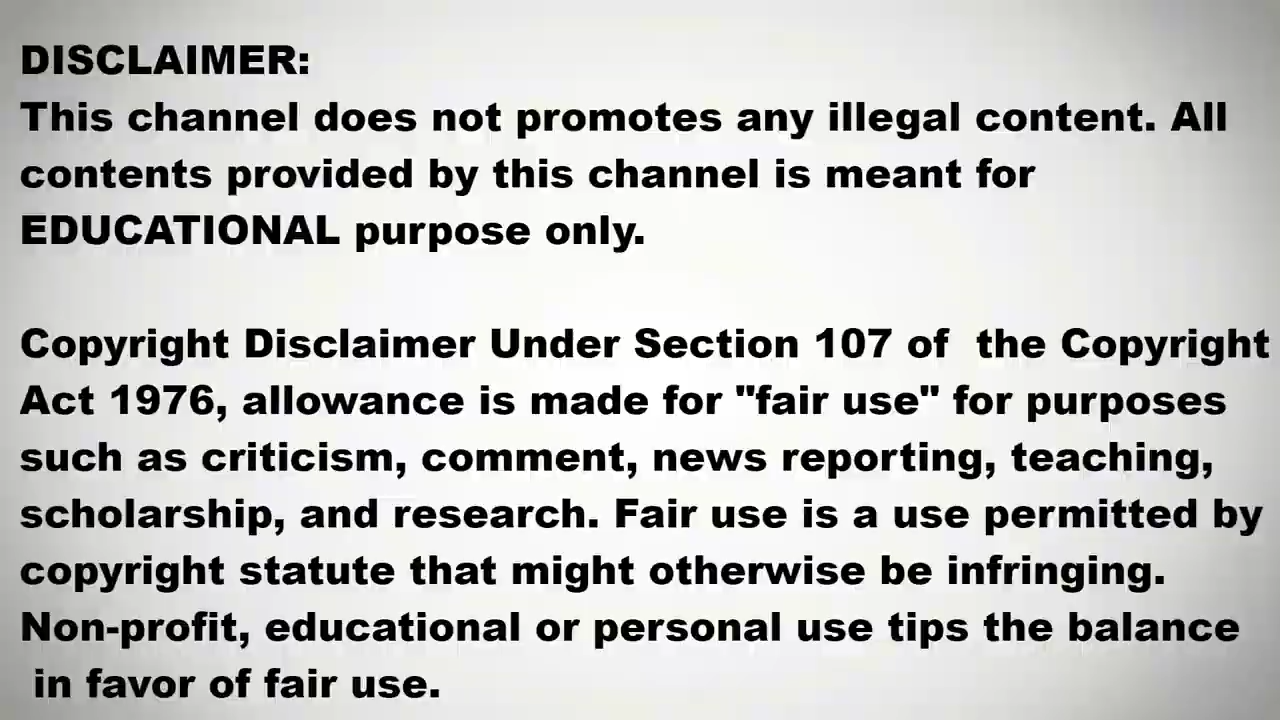 DISCLAIMER:
This channel does not promotes any illegal content. All
contents provided by this channel is meant for
EDUCATIONAL purpose only.
Copyright Disclaimer Under Section 107 of  the Copyright
Act 1976, allowance is made for "fair use" for purposes
such as criticism, comment, news reporting, teaching,
scholarship, and research. Fair use is a use permitted by
copyright statute that might otherwise be infringing.
Non-profit, educational or personal use tips the balance
in favor of fair use.